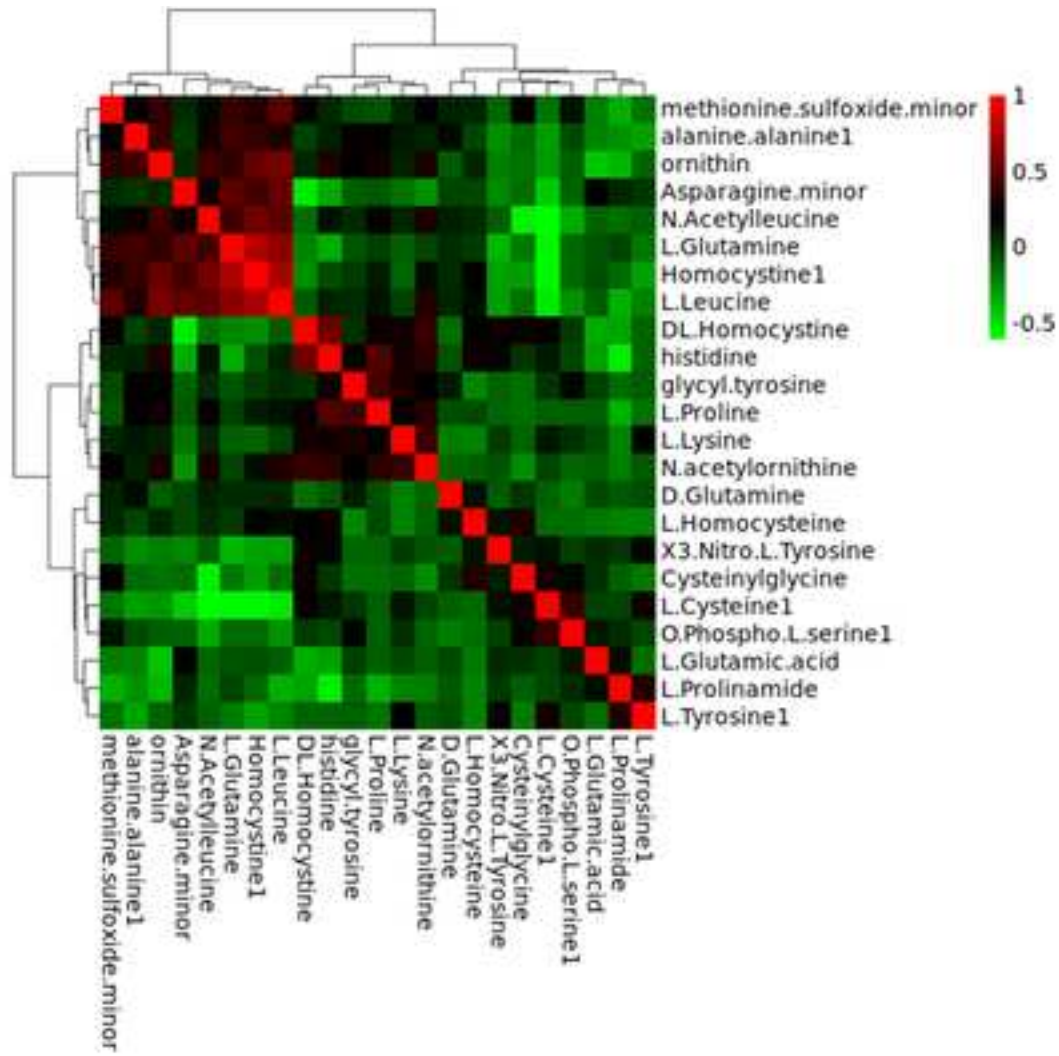 methionine.sulfoxide.minor
alanine.alanine1
ornithin
Asparagine.minor
N.Acetylleucine
L.Glutamine
Homocystine1
L.Leucine
DL.Homocystine
histidine
glycyl.tyrosine
L.Proline
L.Lysine
N.acetylornithine
D.Glutamine
L.Homocysteine
X3.Nitro.L.Tyrosine
Cysteinylglycine
L.Cysteine1
O.Phospho.L.serine1
L.Glutamic.acid
L.Prolinamide
L.Tyrosine1
1
0.5
0
-0.5
methionine.sulfoxide.minor
alanine.alanine1
ornithin
Asparagine.minor
N.Acetylleucine
L.Glutamine
Homocystine1
L.Leucine
DL.Homocystine
histidine
glycyl.tyrosine
L.Proline
L.Lysine
N.acetylornithine
D.Glutamine
L.Homocysteine
X3.Nitro.L.Tyrosine
Cysteinylglycine
L.Cysteine1
O.Phospho.L.serine1
L.Glutamic.acid
L.Prolinamide
L.Tyrosine1